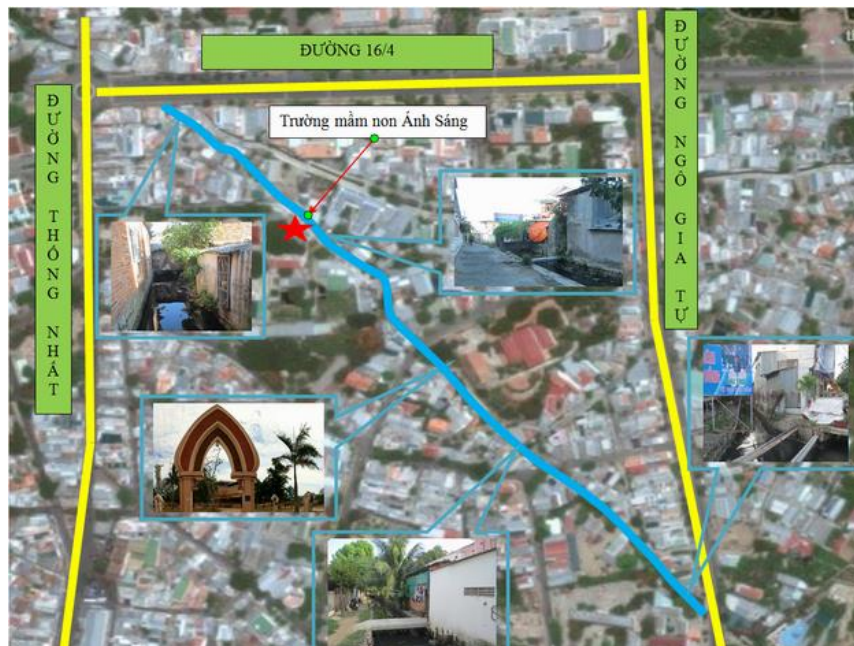 ĐƯỜNG 16/4
ĐƯỜNG THỐNG NHẤT
ĐƯỜNG NGÔ GIA TỰ
Trường mầm non Ánh Sáng